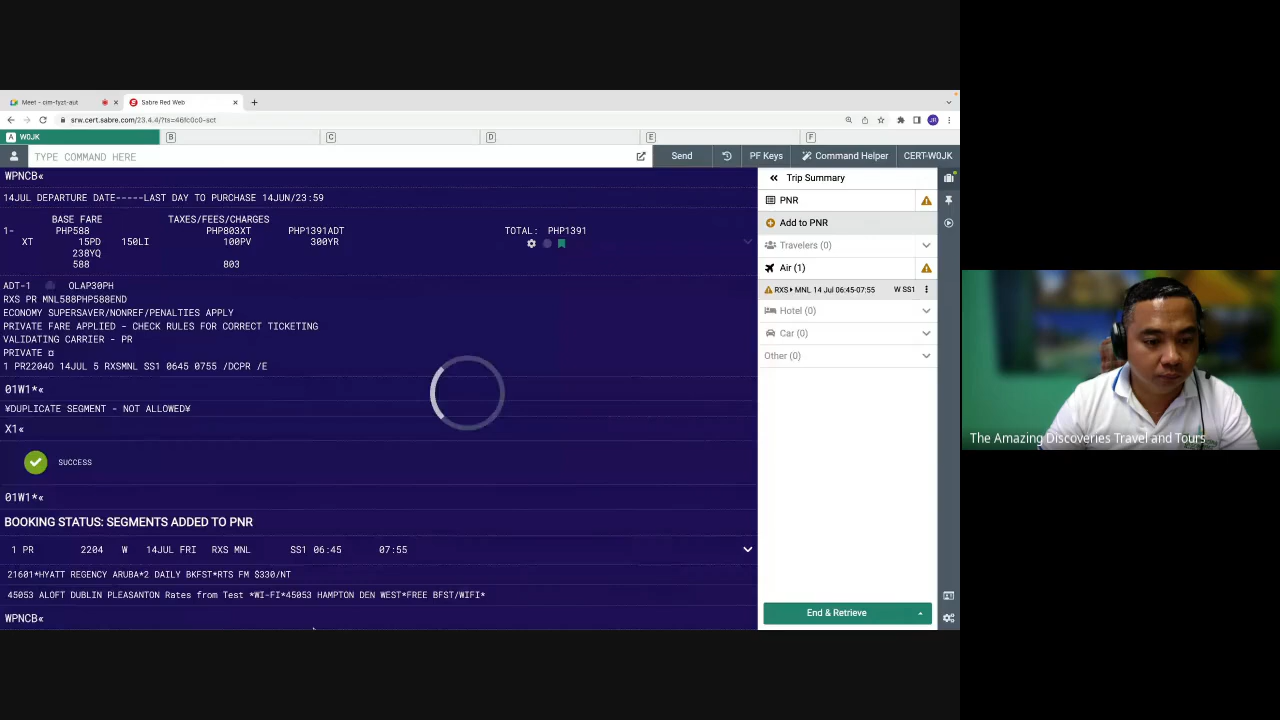 Meet - cim-fyzt-aut
Sabre Red Web
srw.cert.sabre.com/23.4.4/?ts=46fc0c0-sct
A W0JK
B
C
D
E
F
TYPE COMMAND HERE
Send
PF Keys
Command Helper
CERT-W0JK
WPNCB«
14JUL DEPARTURE DATE-----LAST DAY TO PURCHASE 14JUN/23:59
BASE FARE TAXES/FEES/CHARGES
1- PHP588 PHP803XT PHP1391ADT TOTAL: PHP1391
XT 15PD 150LI 100PV 300YR
238YQ
588 803
ADT-1 OLAP30PH
RXS PR MNL588PHP588END
ECONOMY SUPERSAVER/NONREF/PENALTIES APPLY
PRIVATE FARE APPLIED - CHECK RULES FOR CORRECT TICKETING
VALIDATING CARRIER - PR
PRIVATE ¤
1 PR2204O 14JUL 5 RXSMNL SS1 0645 0755 /DCPR /E
01W1*«
¥DUPLICATE SEGMENT - NOT ALLOWED¥
X1«
SUCCESS
01W1*«
BOOKING STATUS: SEGMENTS ADDED TO PNR
1 PR 2204 W 14JUL FRI RXS MNL SS1 06:45 07:55
21601*HYATT REGENCY ARUBA*2 DAILY BKFST*RTS FM $330/NT
45053 ALOFT DUBLIN PLEASANTON Rates from Test *WI-FI*45053 HAMPTON DEN WEST*FREE BFST/WIFI*
WPNCB«
Trip Summary
PNR
Add to PNR
Travelers (0)
Air (1)
RXS MNL 14 Jul 06:45-07:55 W SS1
Hotel (0)
Car (0)
Other (0)
End & Retrieve
The Amazing Discoveries Travel and Tours